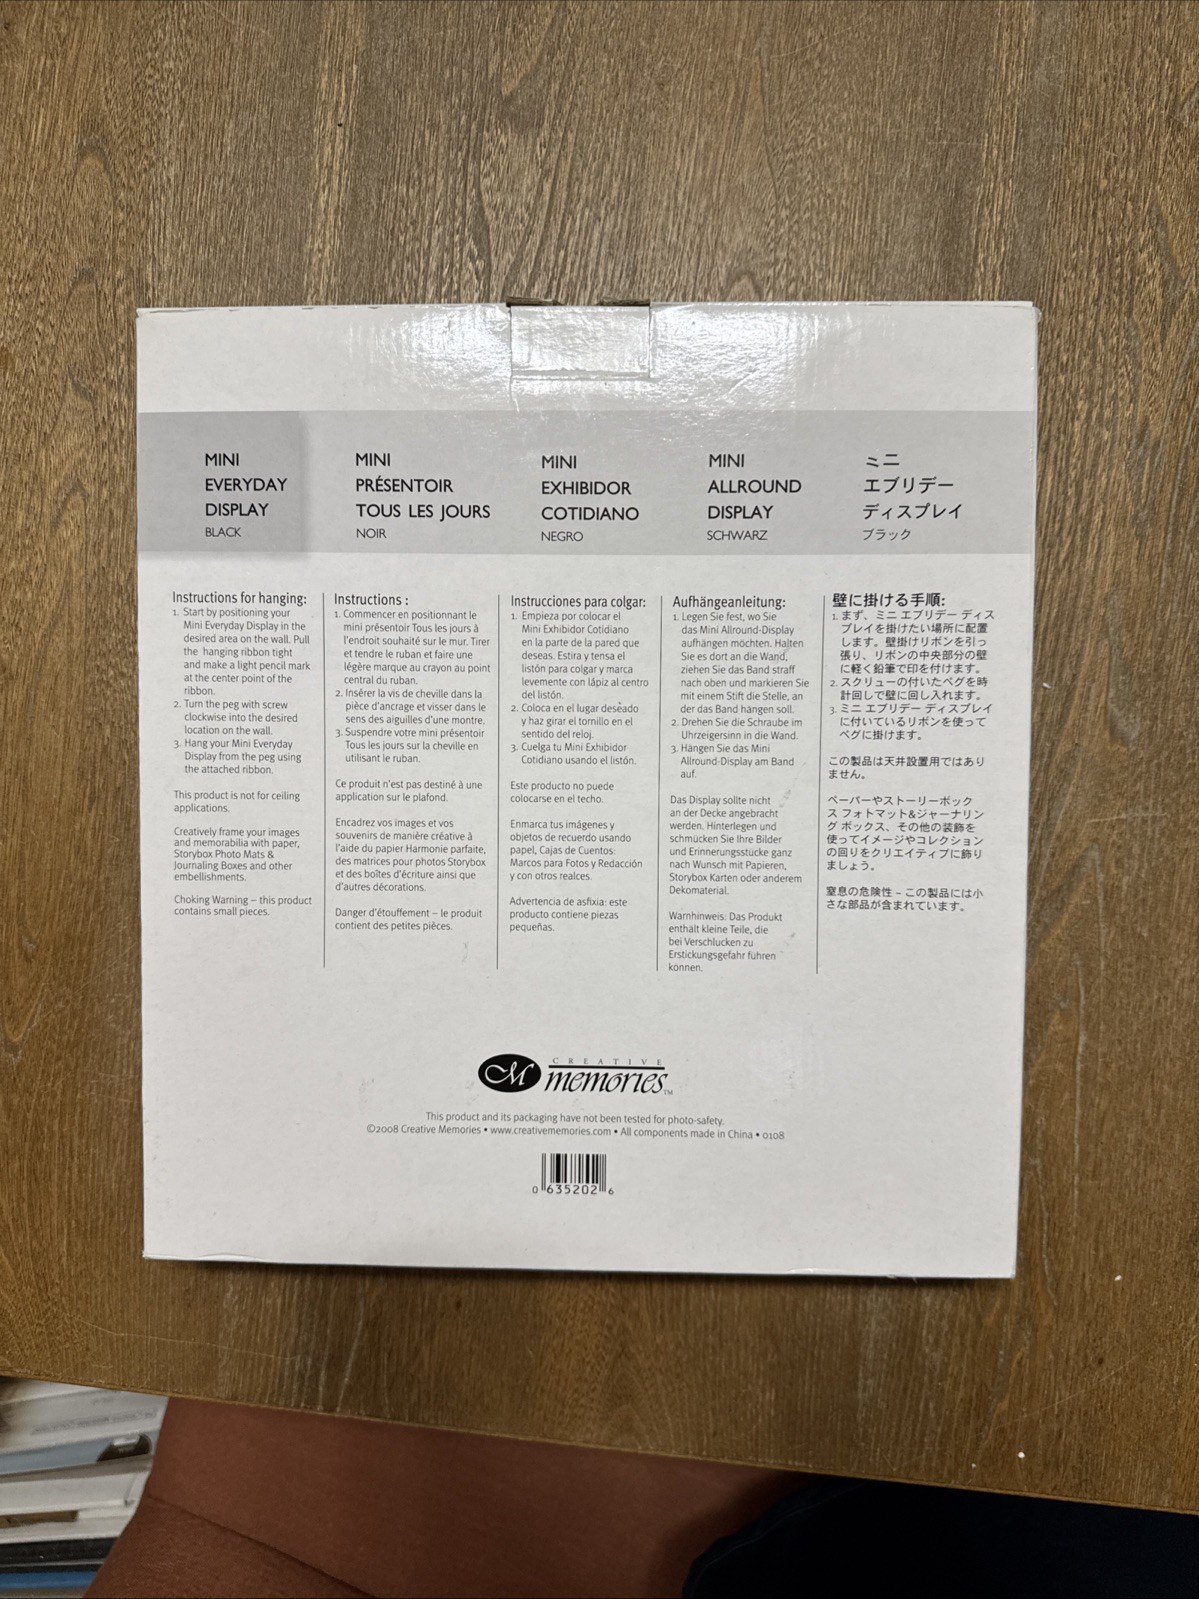 MINI
EVERYDAY
DISPLAY
BLACK
MINI
PRÉSENTOIR
TOUS LES JOURS
NOIR
MINI
EXHIBIDOR
COTIDIANO
NEGRO
MINI
ALLROUND
DISPLAY
SCHWARZ
ミニ
エブリデー
ディスプレイ
ブラック
Instructions for hanging:
1. Start by positioning your
Mini Everyday Display in the
desired area on the wall. Pull
the hanging ribbon tight
and make a light pencil mark
at the center point of the
ribbon.
2. Turn the peg with screw
clockwise into the desired
location on the wall.
3. Hang your Mini Everyday
Display from the peg using
the attached ribbon.
This product is not for ceiling
applications.
Creatively frame your images
and memorabilia with paper,
Storybox Photo Mats &
Journaling Boxes and other
embellishments.
Choking Warning – this product
contains small pieces.
Instructions :
1. Commencer en positionnant le
mini présentoir Tous les jours à
l'endroit souhaité sur le mur. Tirer
et tendre le ruban et faire une
légère marque au crayon au point
central du ruban.
2. Insérer la vis de cheville dans la
pièce d'ancrage et visser dans le
sens des aiguilles d'une montre.
3. Suspendre votre mini présentoir
Tous les jours sur la cheville en
utilisant le ruban.
Ce produit n'est pas destiné à une
application sur le plafond.
Encadrez vos images et vos
souvenirs de manière créative à
l'aide du papier Harmonie parfaite,
des matrices pour photos Storybox
et des boîtes d'écriture ainsi que
d'autres décorations.
Danger d'étouffement – le produit
contient des petites pièces.
Instrucciones para colgar:
1. Empieza por colocar el
Mini Exhibidor Cotidiano
en la parte de la pared que
deseas. Estira y tensa el
listón para colgar y marca
levemente con lápiz al centro
del listón.
2. Coloca en el lugar deseado
y haz girar el tornillo en el
sentido del reloj.
3. Cuelga tu Mini Exhibidor
Cotidiano usando el listón.
Este producto no puede
colocarse en el techo.
Enmarca tus imágenes y
objetos de recuerdo usando
papel, Cajas de Cuentos:
Marcos para Fotos y Redacción
y con otros realces.
Advertencia de asfixia: este
producto contiene piezas
pequeñas.
Aufhängeanleitung:
1. Legen Sie fest, wo Sie
das Mini Allround-Display
aufhängen möchten. Halten
Sie es dort an die Wand,
ziehen Sie das Band straff
nach oben und markieren Sie
mit einem Stift die Stelle, an
der das Band hängen soll.
2. Drehen Sie die Schraube im
Uhrzeigersinn in die Wand.
3. Hängen Sie das Mini
Allround-Display am Band
auf.
Das Display sollte nicht
an der Decke angebracht
werden. Hinterlegen und
schmücken Sie Ihre Bilder
und Erinnerungsstücke ganz
nach Wunsch mit Papieren,
Storybox Karten oder anderem
Dekomaterial.
Warnhinweis: Das Produkt
enthält kleine Teile, die
bei Verschlucken zu
Erstickungsgefahr führen
können.
壁に掛ける手順:
1. まず、ミニ エブリデー ディス
プレイを掛けたい場所に配置
します。壁掛けリボンを引っ
張り、リボンの中央部分の壁
に軽く鉛筆で印を付けます。
2. スクリューの付いたペグを時
計回しで壁に回し入れます。
3. ミニ エブリデー ディスプレイ
に付いているリボンを使って
ペグに掛けます。
この製品は天井設置用ではあり
ません。
ペーパーやストーリーボック
ス フォトマット&ジャーナリン
グ ボックス、その他の装飾を
使ってイメージやコレクション
の回りをクリエイティブに飾り
ましょう。
窒息の危険性 – この製品には小
さな部品が含まれています。
CM CREATIVE
memories™
This product and its packaging have not been tested for photo-safety.
©2008 Creative Memories • www.creativememories.com • All components made in China • 0108
0 635202 6